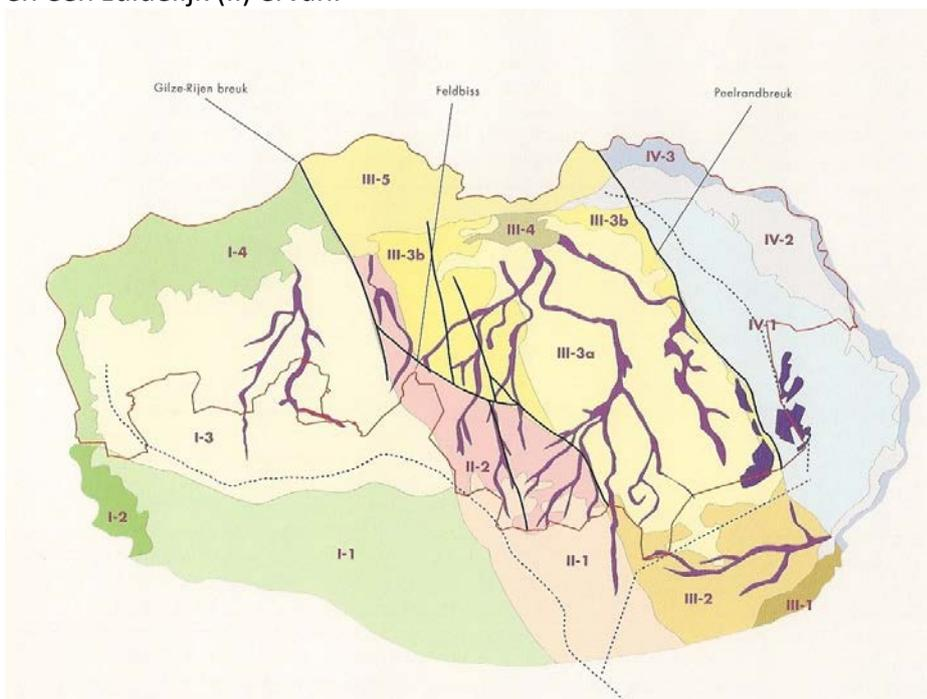 Gilze-Rijen breuk
Feldbiss
Peelrandbreuk
IV-3
III-5
III-3b
III-4
IV-2
I-4
III-3b
IV-1
III-3a
I-3
II-2
I-2
I-1
II-1
III-2
III-1